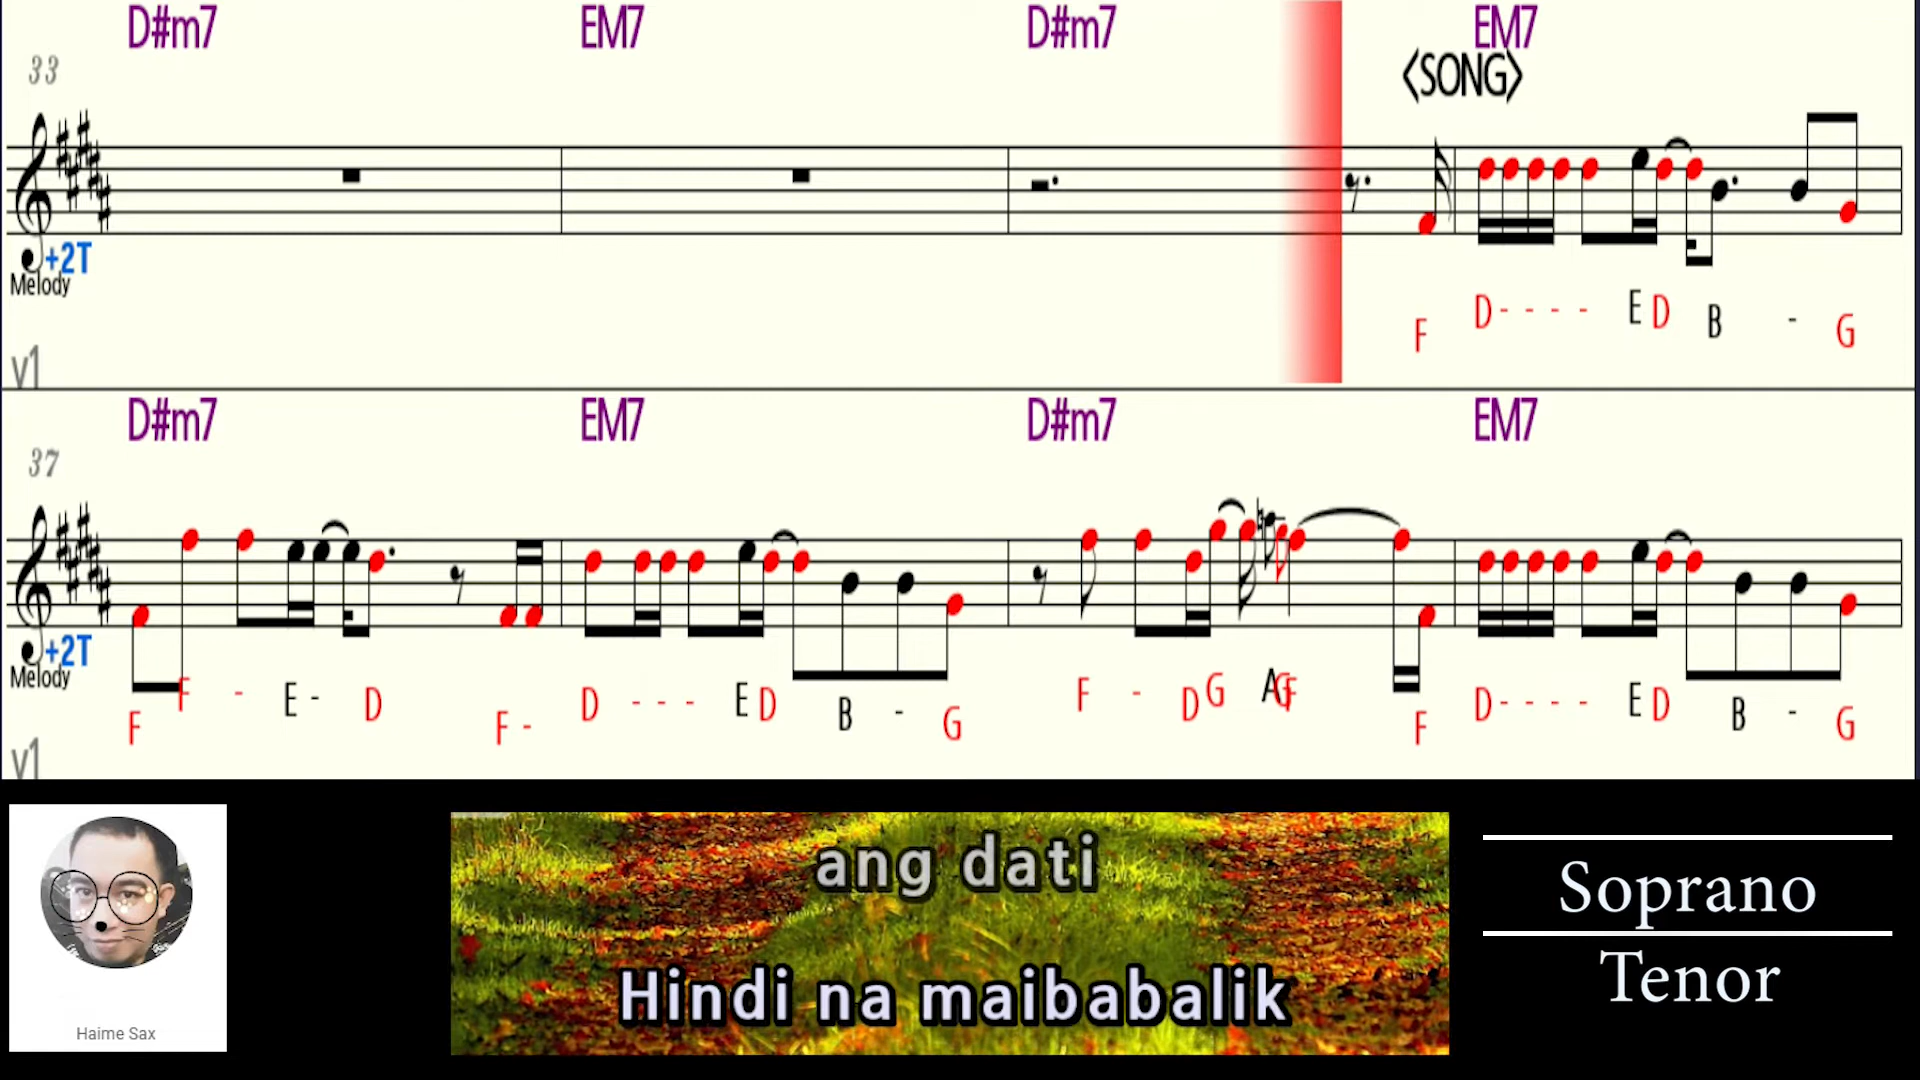 D#m7 EM7 D#m7 EM7
33 <SONG>
+2T
Melody
F D - - - - E D B - G
v1
D#m7 EM7 D#m7 EM7
37
+2T
Melody
F F - E - D F - D - - - E D B - G F - D G A G F F D - - - - E D B - G
v1
ang dati
Hindi na maibabalik
Haime Sax
Soprano
Tenor